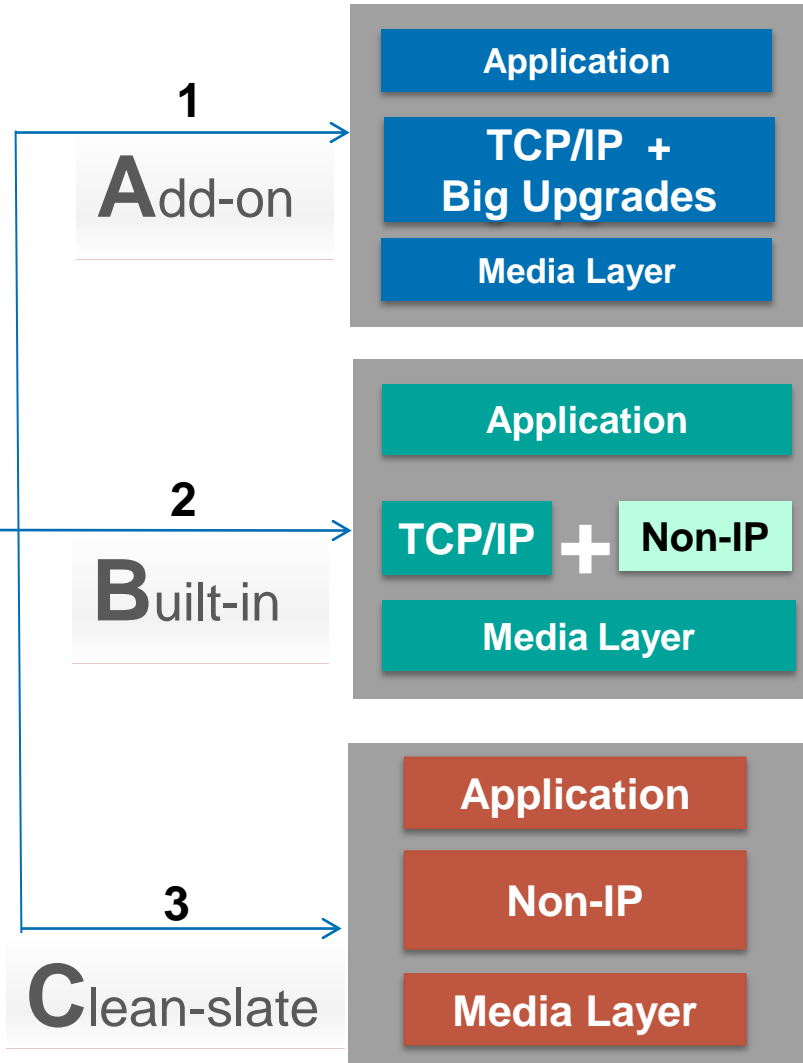 1
Add-on
Application
TCP/IP +
Big Upgrades
Media Layer
2
Built-in
Application
TCP/IP + Non-IP
Media Layer
3
Clean-slate
Application
Non-IP
Media Layer